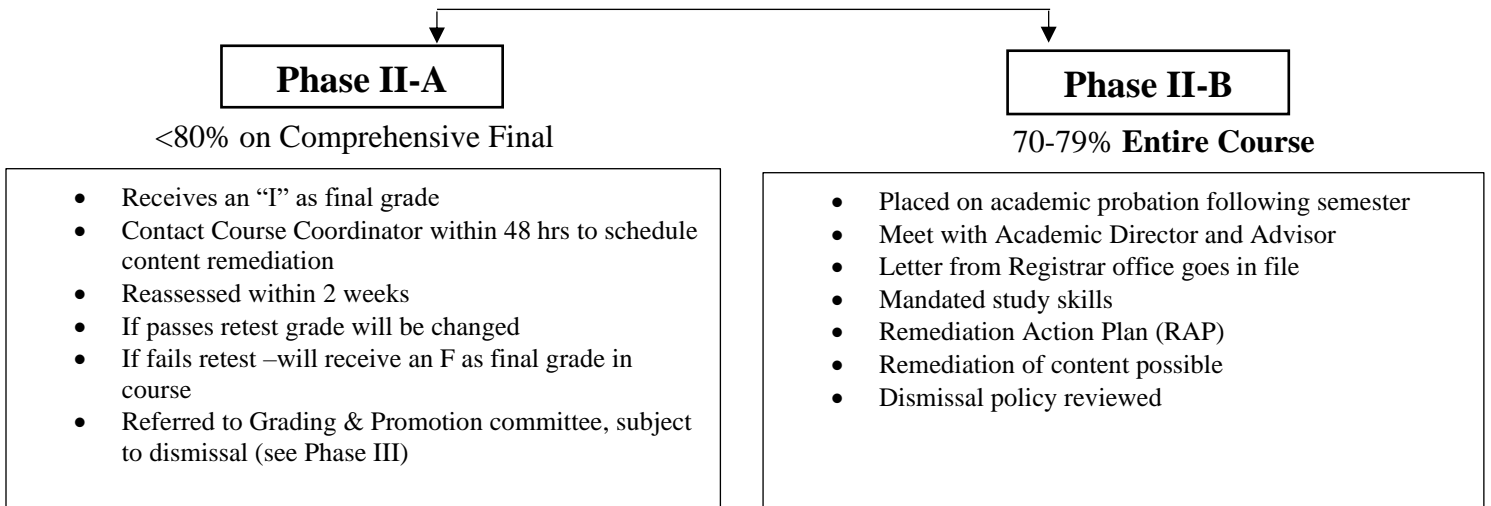 Phase II-A
<80% on Comprehensive Final
• Receives an “I” as final grade
• Contact Course Coordinator within 48 hrs to schedule
content remediation
• Reassessed within 2 weeks
• If passes retest grade will be changed
• If fails retest –will receive an F as final grade in
course
• Referred to Grading & Promotion committee, subject
to dismissal (see Phase III)
Phase II-B
70-79% Entire Course
• Placed on academic probation following semester
• Meet with Academic Director and Advisor
• Letter from Registrar office goes in file
• Mandated study skills
• Remediation Action Plan (RAP)
• Remediation of content possible
• Dismissal policy reviewed